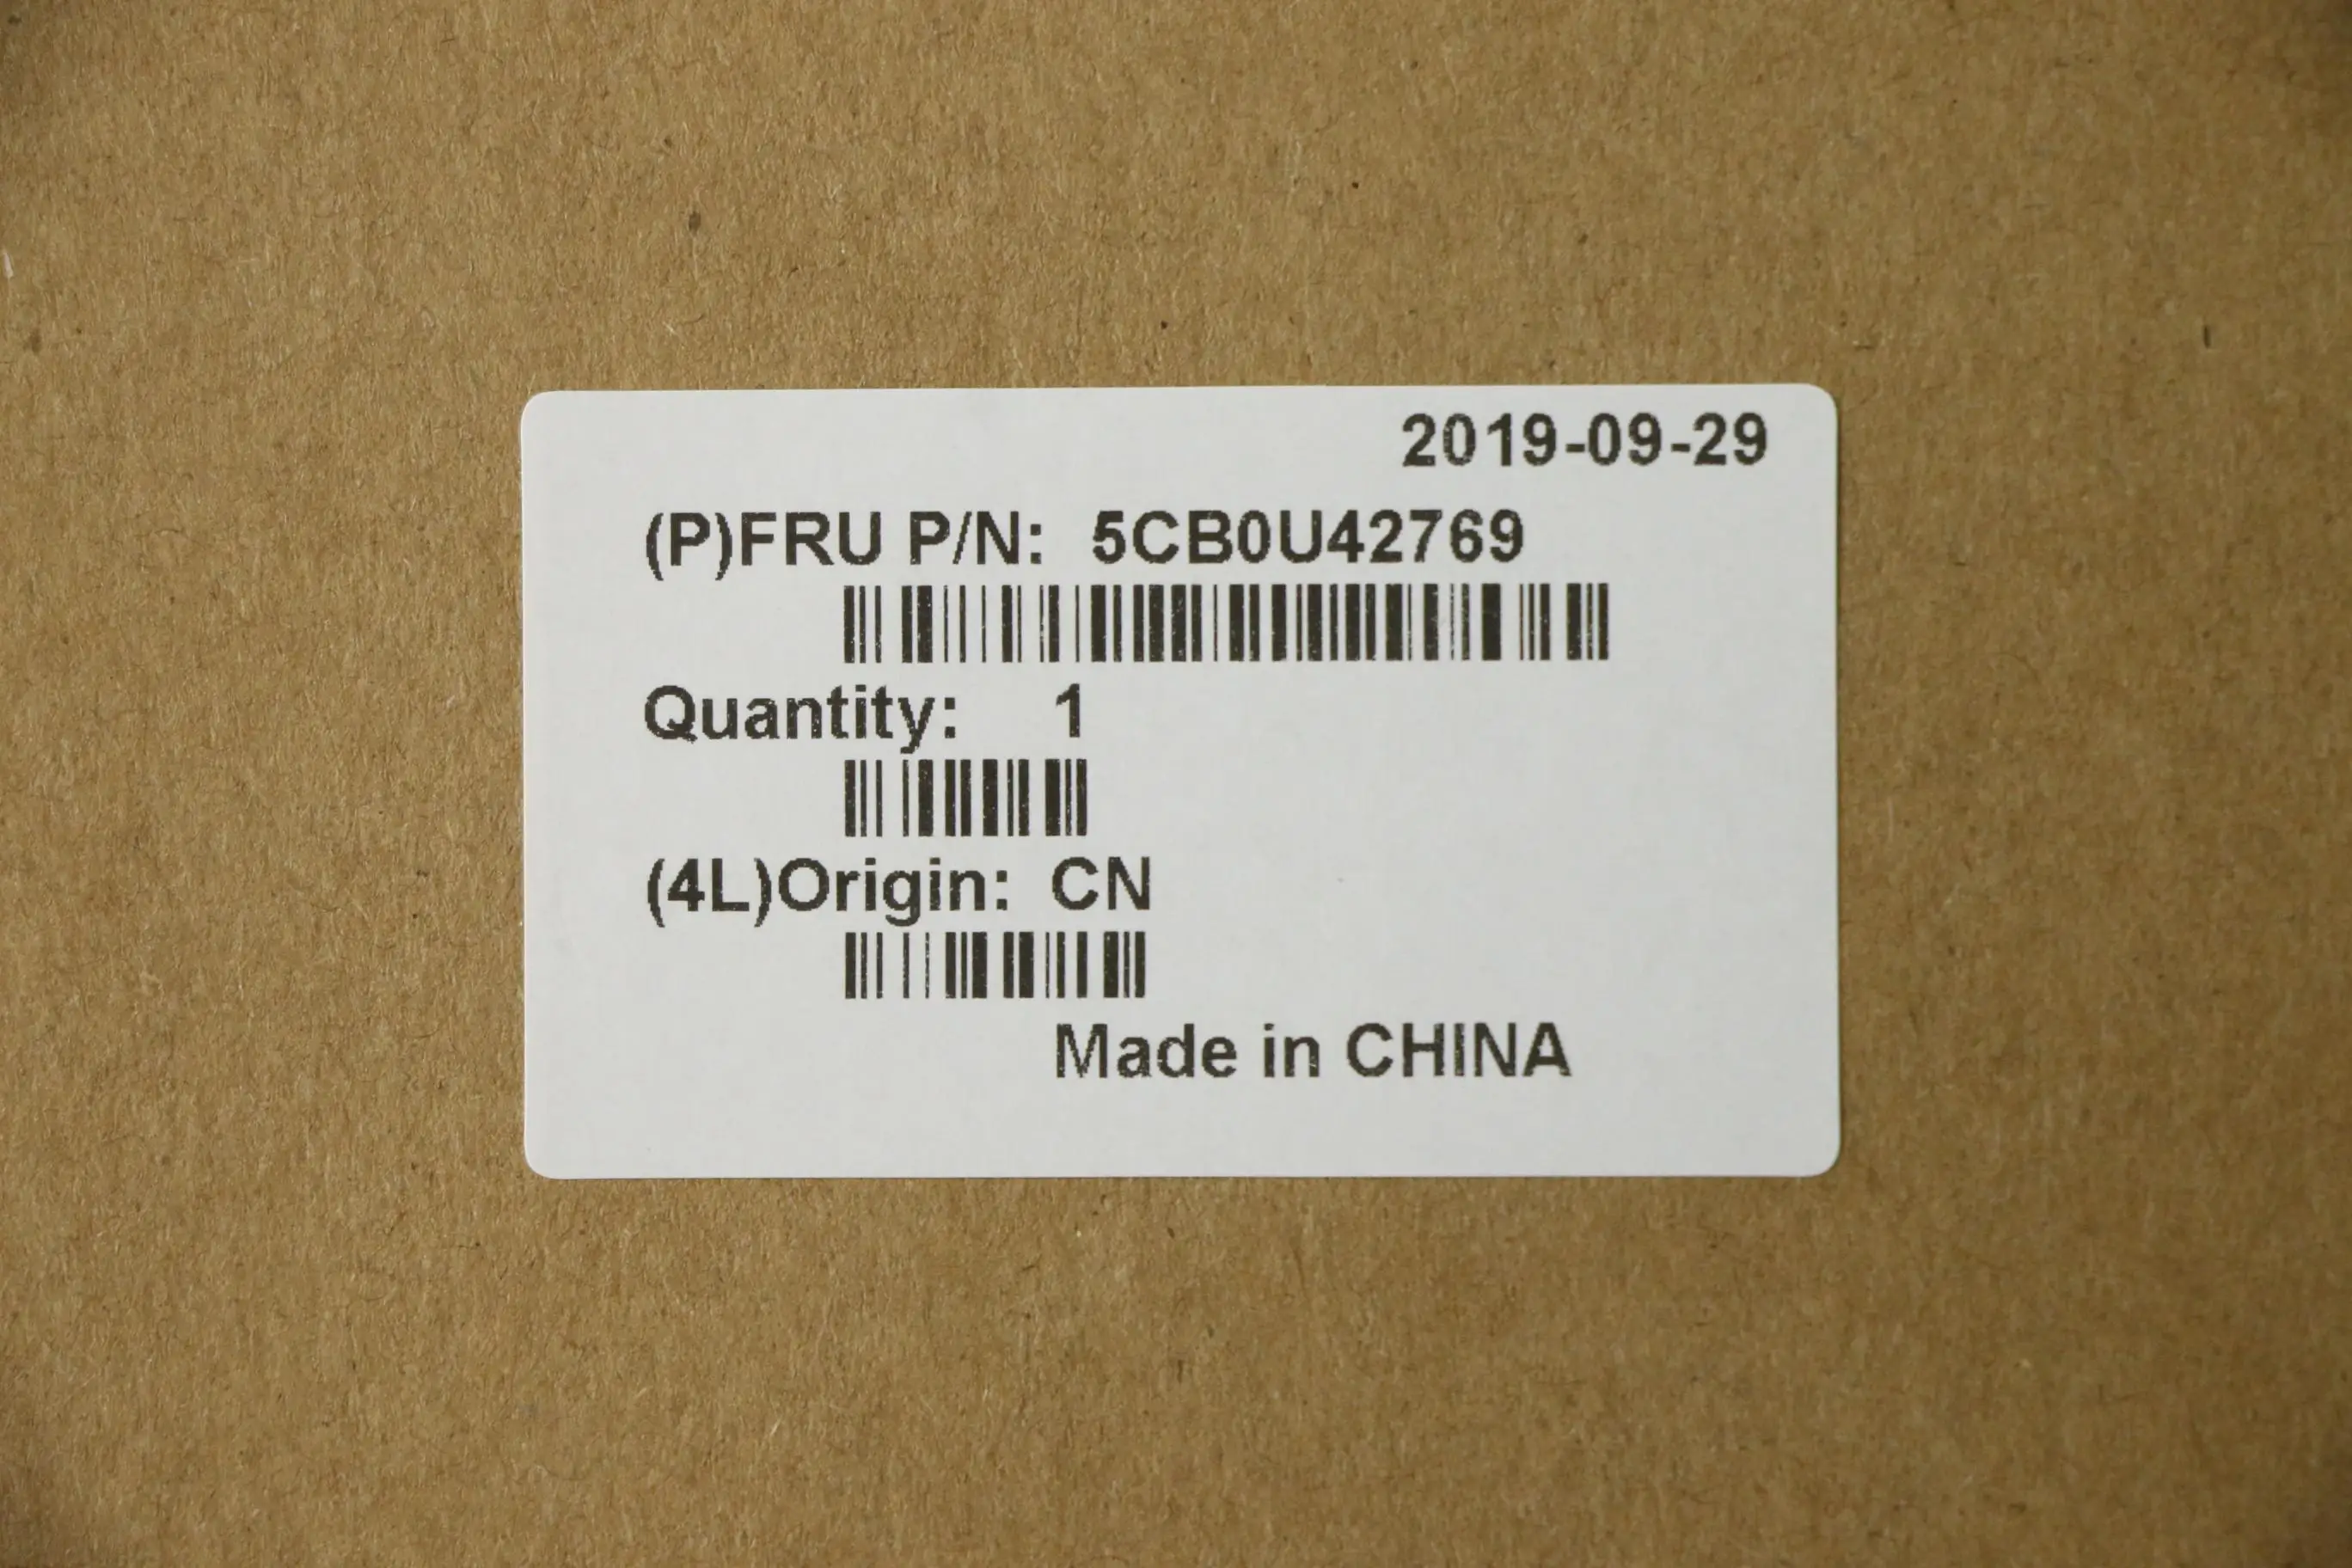 2019-09-29
(P)FRU P/N: 5CB0U42769
Quantity: 1
(4L)Origin: CN
Made in CHINA